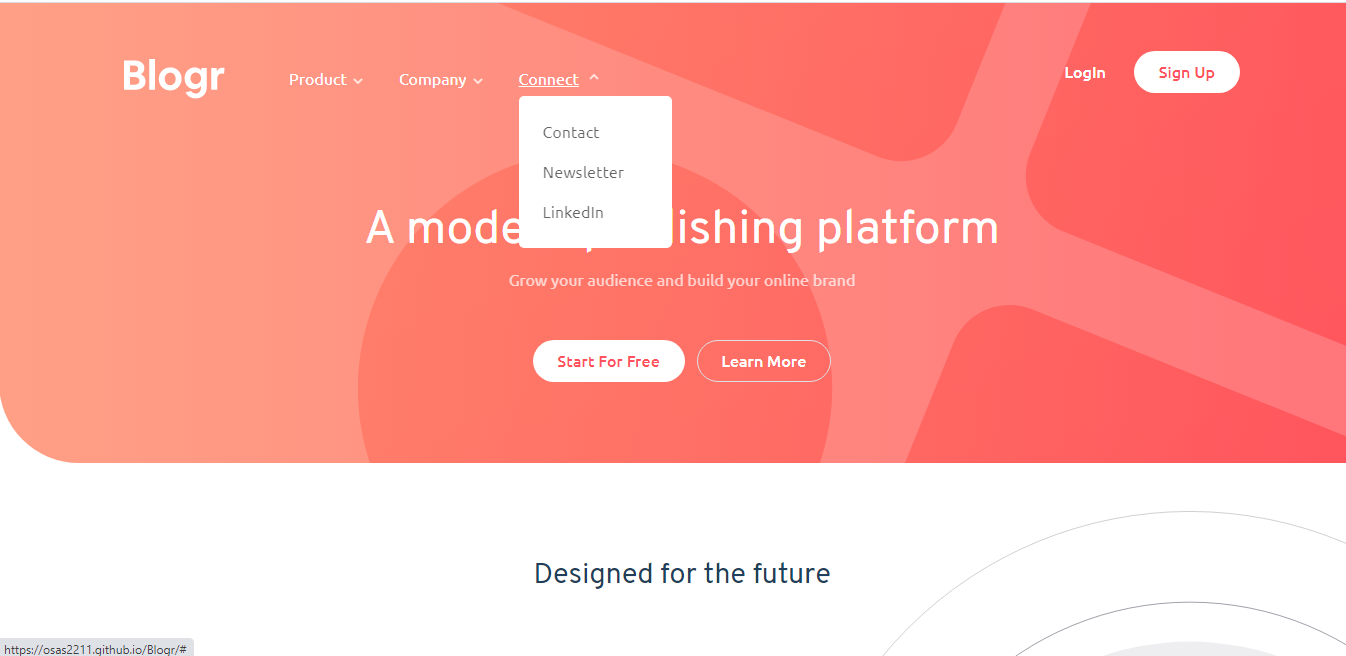 Blogr
Product
Company
Connect
LogIn
Sign Up
Contact
Newsletter
LinkedIn
A mode lishing platform
Grow your audience and build your online brand
Start For Free
Learn More
Designed for the future
https://osas2211.github.io/Blogr/#